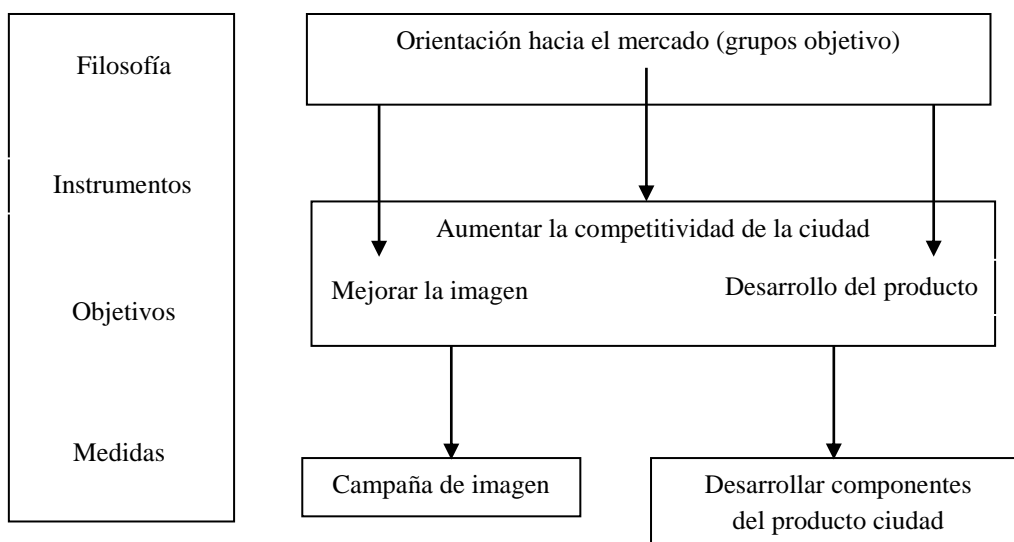 Filosofía
Instrumentos
Objetivos
Medidas
Orientación hacia el mercado (grupos objetivo)
Aumentar la competitividad de la ciudad
Mejorar la imagen
Desarrollo del producto
Campaña de imagen
Desarrollar componentes
del producto ciudad